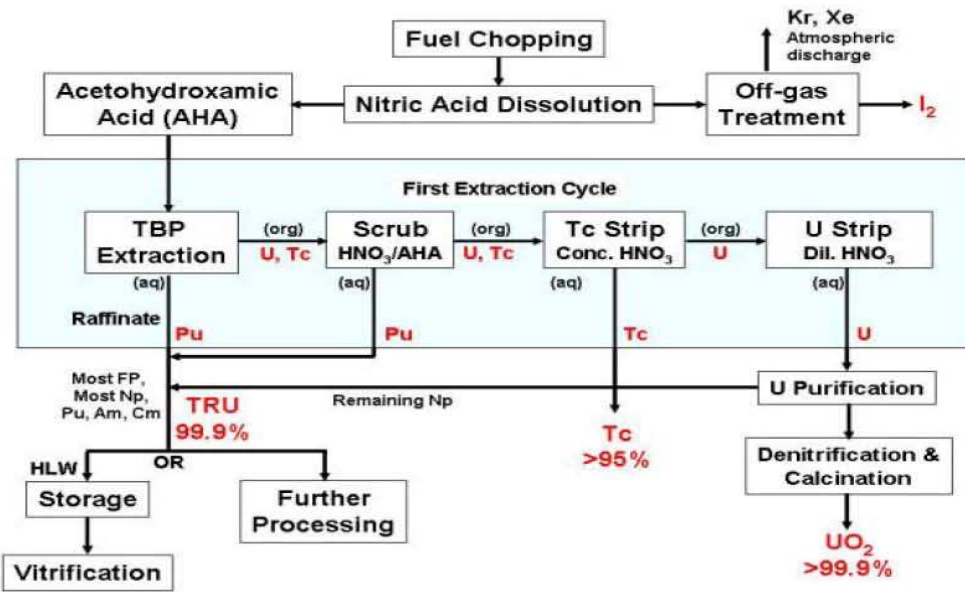 Fuel Chopping
Kr, Xe
Atmospheric
discharge
Acetohydroxamic
Acid (AHA)
Nitric Acid Dissolution
Off-gas
Treatment
I₂
First Extraction Cycle
TBP
Extraction
(org)
U, Tc
Scrub
HNO₃/AHA
(org)
U, Tc
Tc Strip
Conc. HNO₃
(org)
U
U Strip
Dil. HNO₃
(aq)
(aq)
(aq)
(aq)
Raffinate
Pu
Pu
Tc
U
Most FP,
Most Np,
Pu, Am, Cm
TRU
99.9%
Remaining Np
U Purification
Tc
>95%
Denitrification &
Calcination
HLW
OR
Storage
Further
Processing
UO₂
>99.9%
Vitrification